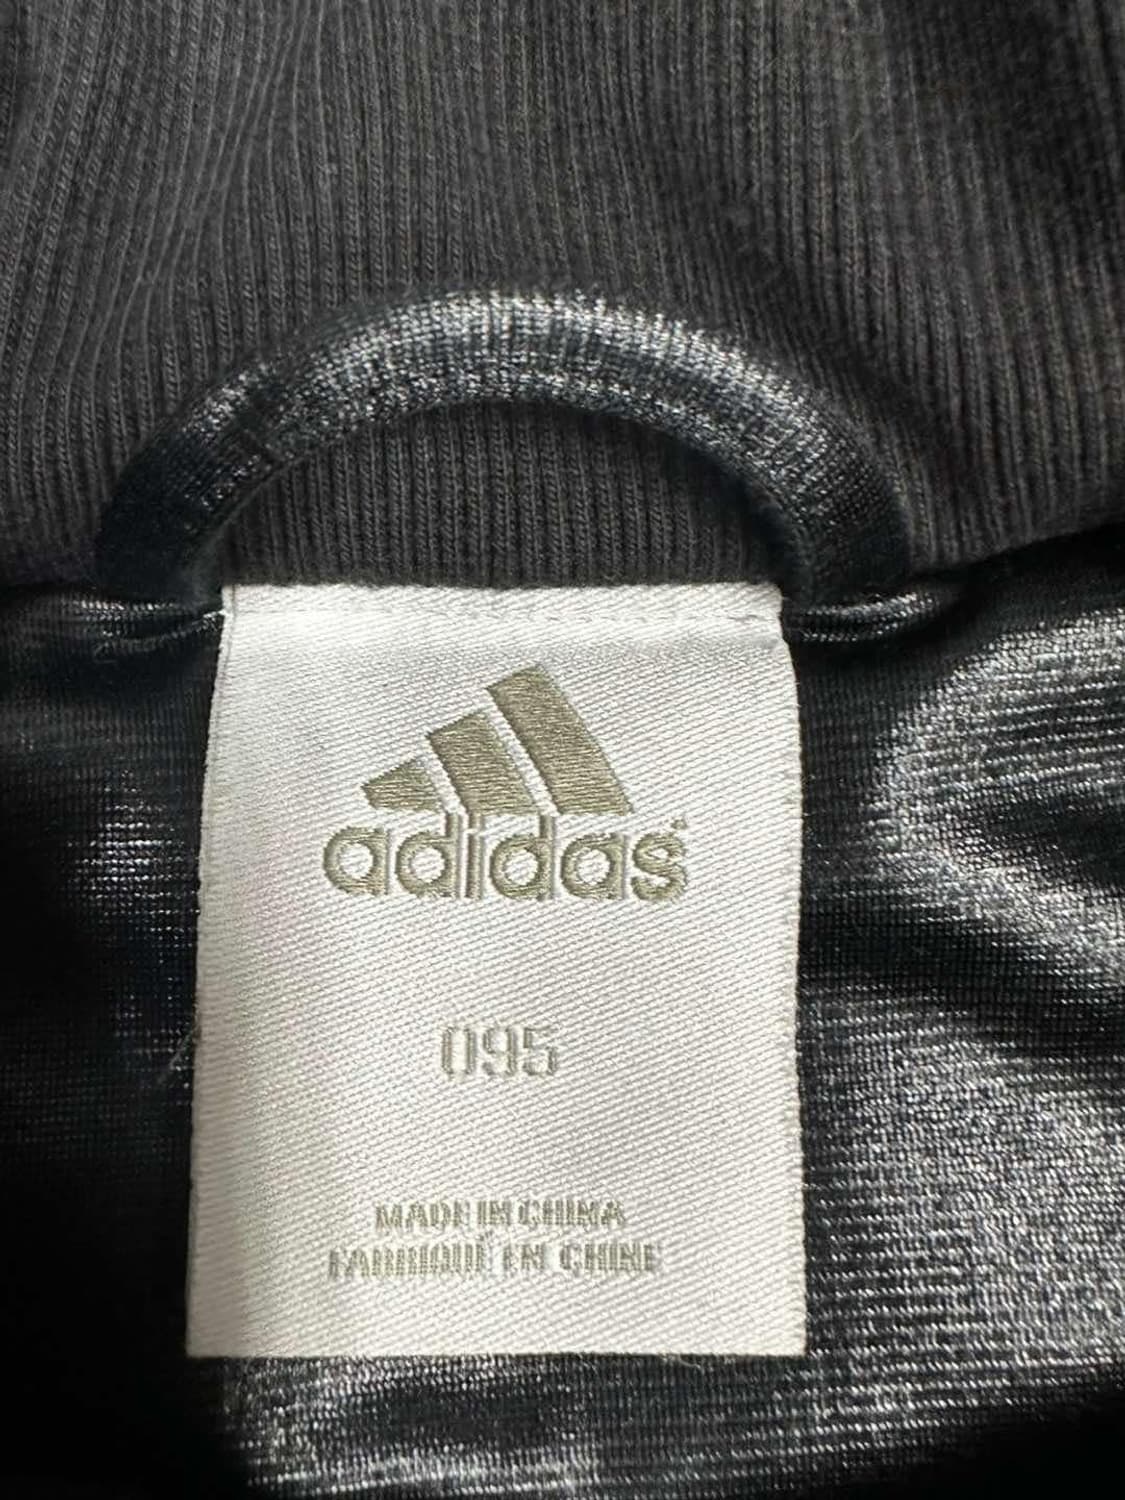 adidas
095
MADE IN CHINA
FABRIQUÉ EN CHINE